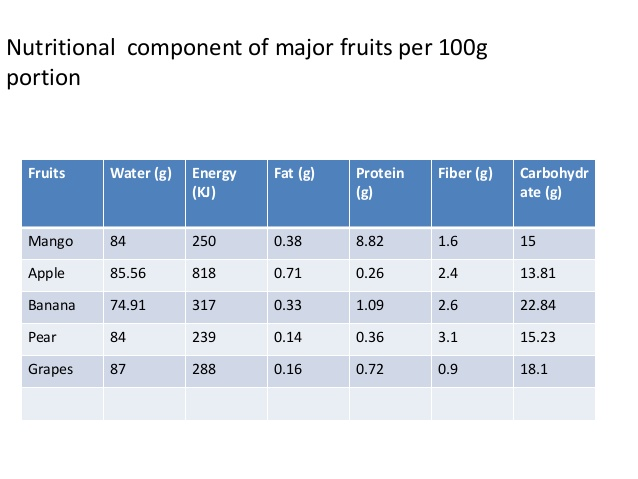 Nutritional  component of major fruits per 100g
portion
Fruits Water (g) Energy (KJ) Fat (g) Protein (g) Fiber (g) Carbohydr ate (g)
Mango 84 250 0.38 8.82 1.6 15
Apple 85.56 818 0.71 0.26 2.4 13.81
Banana 74.91 317 0.33 1.09 2.6 22.84
Pear 84 239 0.14 0.36 3.1 15.23
Grapes 87 288 0.16 0.72 0.9 18.1